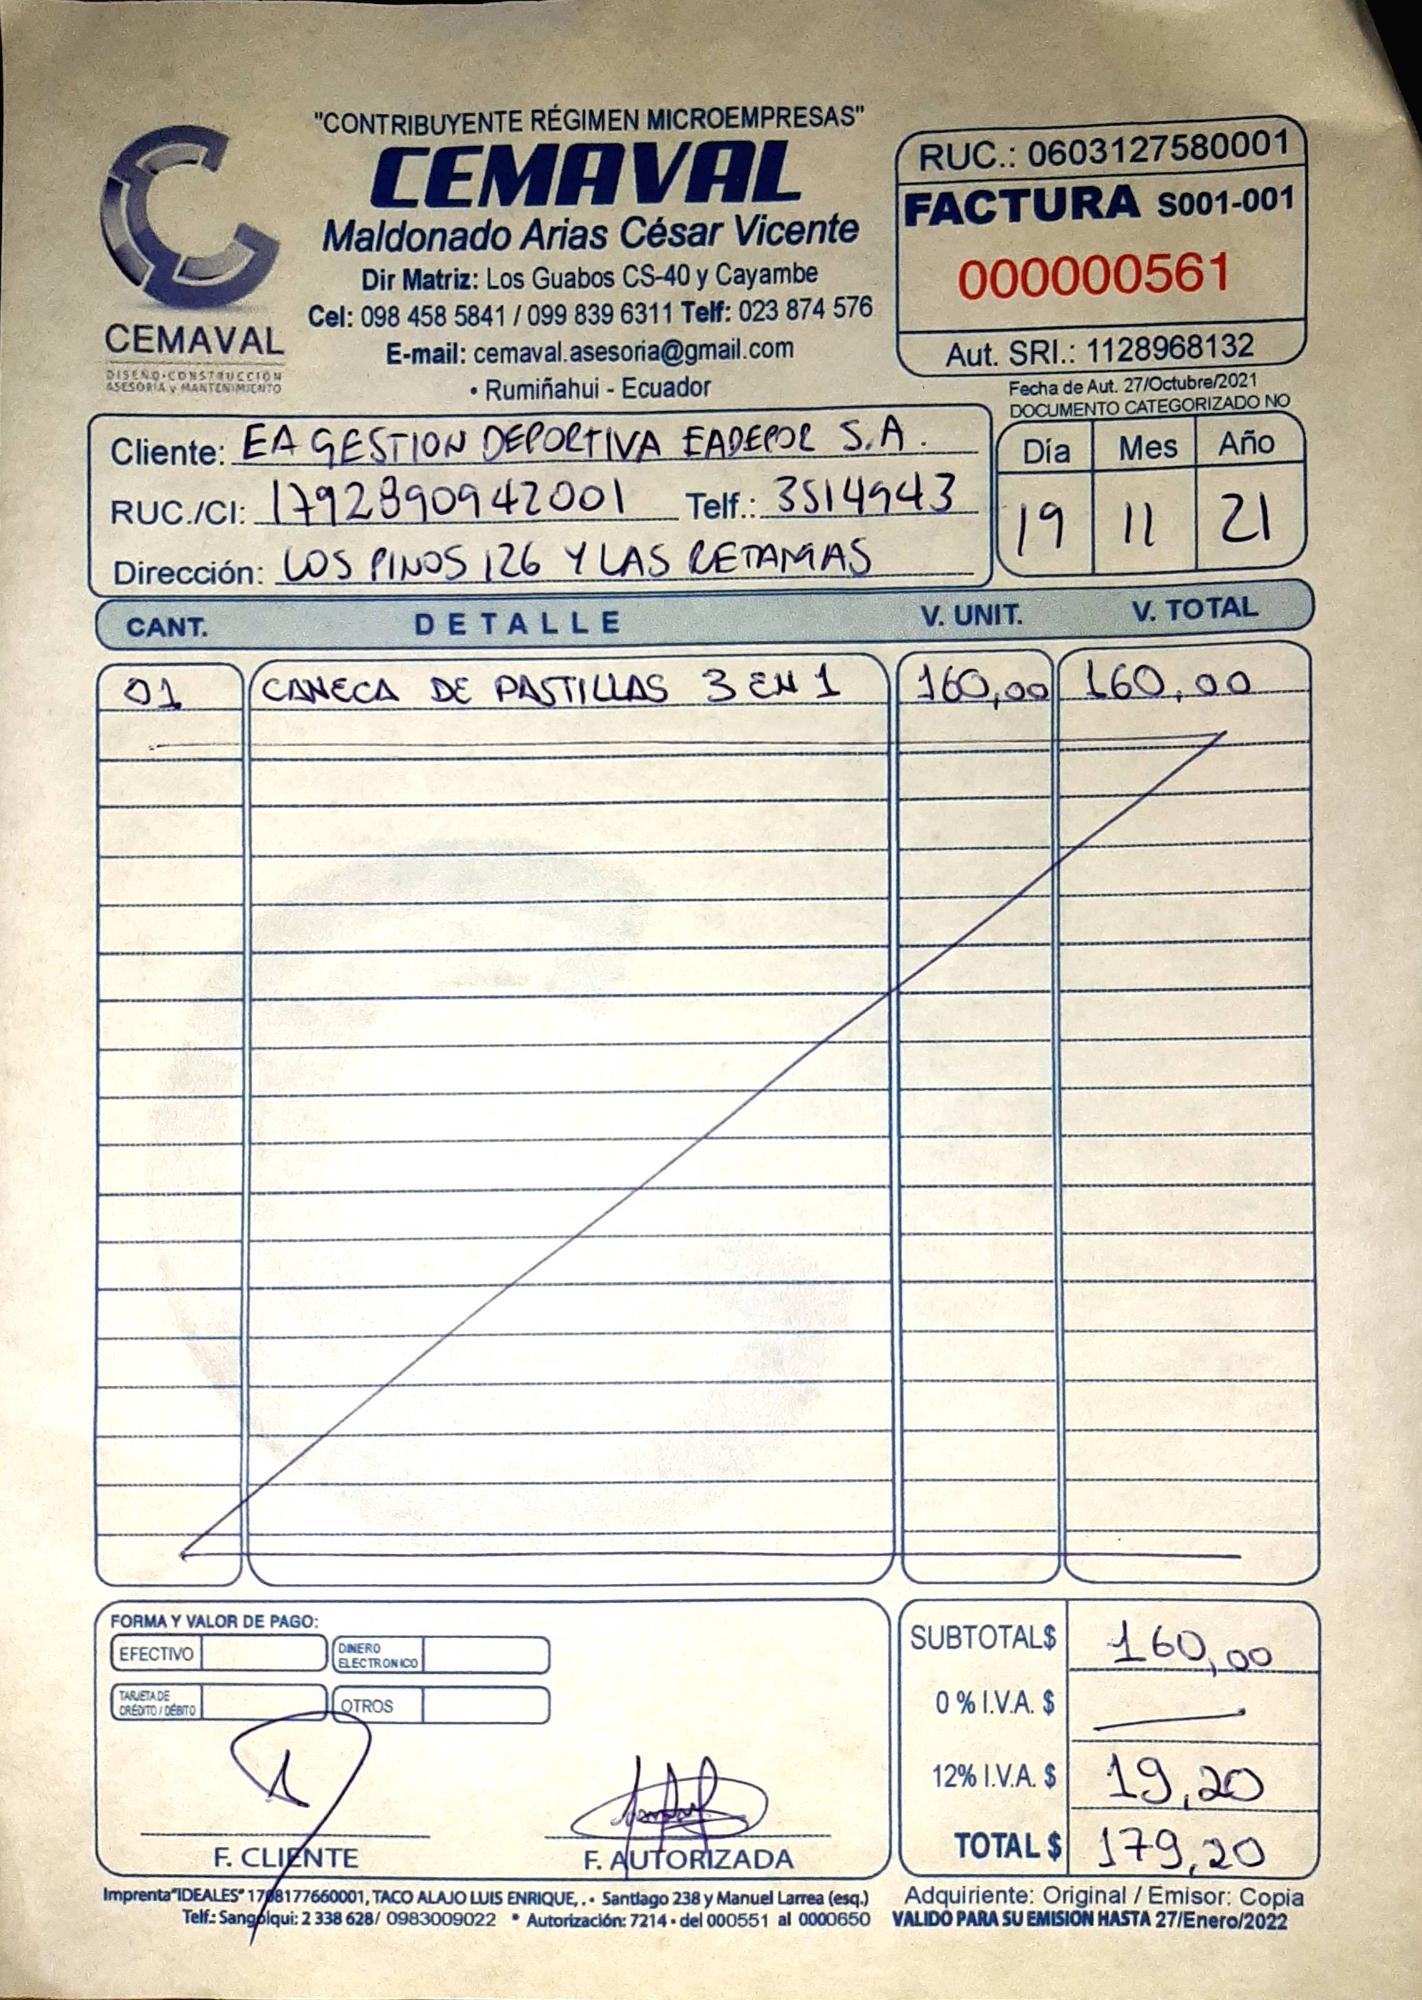 "CONTRIBUYENTE RÉGIMEN MICROEMPRESAS"
CEMAVAL
Maldonado Arias César Vicente
Dir Matriz: Los Guabos CS-40 y Cayambe
Cel: 098 458 5841 / 099 839 6311 Telf: 023 874 576
E-mail: cemaval.asesoria@gmail.com
• Rumiñahui - Ecuador
CEMAVAL
DISEÑO-CONSTRUCCIÓN
ASESORÍA y MANTENIMIENTO
RUC.: 0603127580001
FACTURA S001-001
000000561
Aut. SRI.: 1128968132
Fecha de Aut. 27/Octubre/2021
DOCUMENTO CATEGORIZADO NO
Cliente: EA GESTION DEPORTIVA EADEPOR S.A.
RUC./CI: 1792890942001 Telf.: 3514943
Dirección: LOS PINOS 126 Y LAS RETAMAS
Día Mes Año
19 11 21
CANT. DETALLE V. UNIT. V. TOTAL
01 CANECA DE PASTILLAS 3 EN 1 160,00 160,00
FORMA Y VALOR DE PAGO:
EFECTIVO DINERO ELECTRONICO
TARJETA DE CRÉDITO / DÉBITO OTROS
F. CLIENTE F. AUTORIZADA
SUBTOTAL$ 160,00
0 % I.V.A. $
12% I.V.A. $ 19,20
TOTAL $ 179,20
Imprenta"IDEALES" 1708177660001, TACO ALAJO LUIS ENRIQUE, . • Santiago 238 y Manuel Larrea (esq.)
Telf.: Sangolqui: 2 338 628/ 0983009022 * Autorización: 7214 • del 000551 al 0000650
Adquiriente: Original / Emisor: Copia
VALIDO PARA SU EMISION HASTA 27/Enero/2022